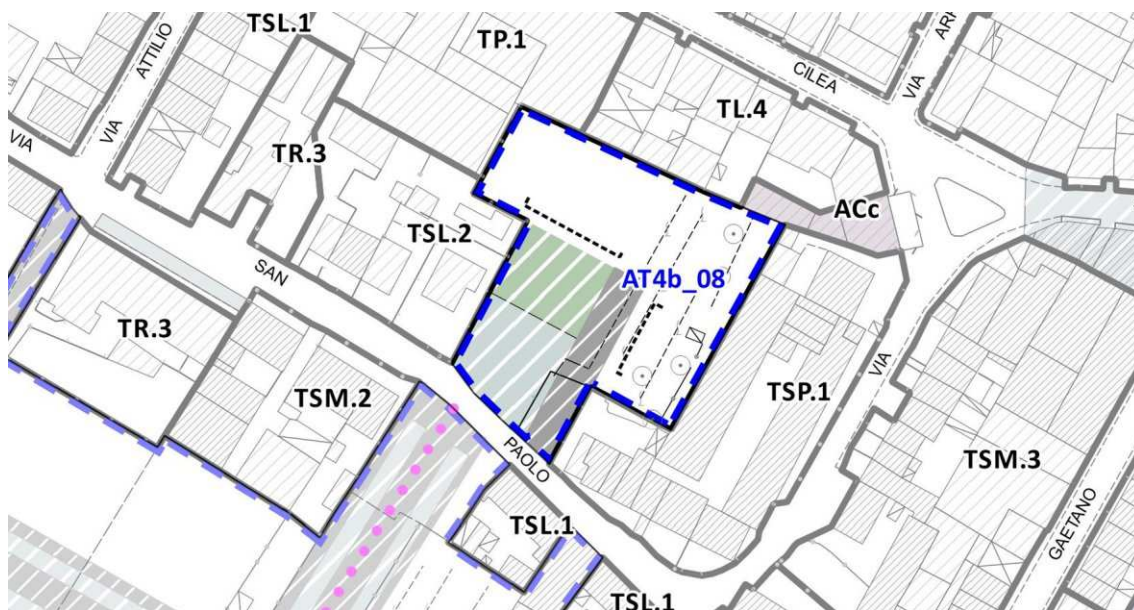 TSL.1
TP.1
ATTILIO
VIA
ARR
VIA
CILEA
TL.4
VIA
TR.3
ACc
TSL.2
SAN
AT4b_08
TR.3
VIA
TSP.1
TSM.2
PAOLO
TSM.3
TSL.1
GAETANO
TSL.1